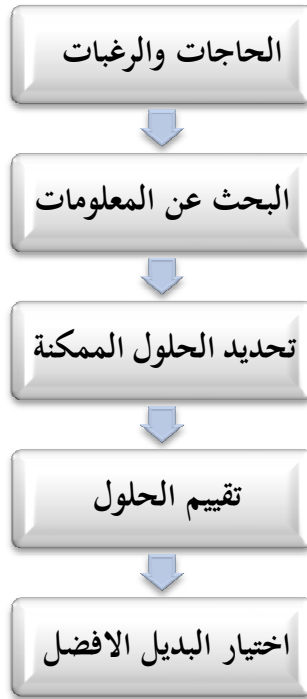 الحاجات والرغبات
البحث عن المعلومات
تحديد الحلول الممكنة
تقييم الحلول
اختيار البديل الافضل